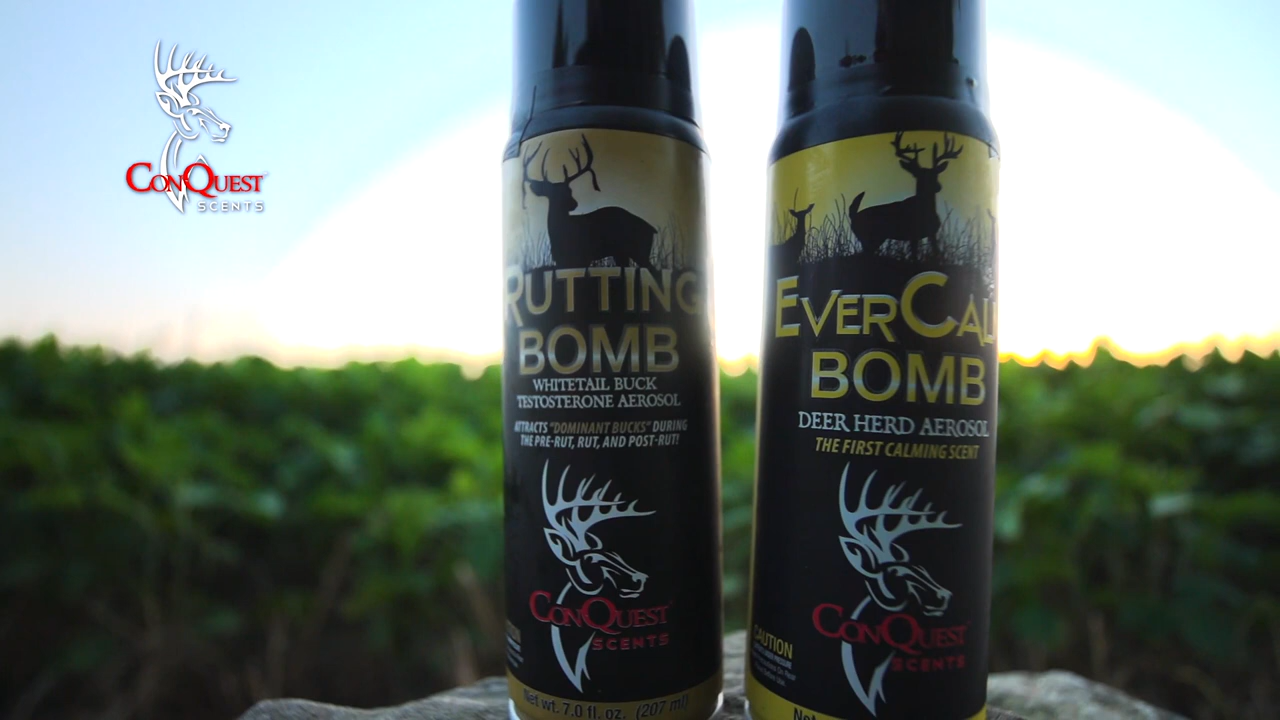 CONQUEST
SCENTS
RUTTING
BOMB
WHITETAIL BUCK
TESTOSTERONE AEROSOL
ATTRACTS "DOMINANT BUCKS" DURING
THE PRE-RUT, RUT, AND POST-RUT!
CONQUEST
SCENTS
Net wt. 7.0 fl. oz. (207 ml)
EVERCAL
BOMB
DEER HERD AEROSOL
THE FIRST CALMING SCENT
CONQUEST
SCENTS
CAUTION
Net